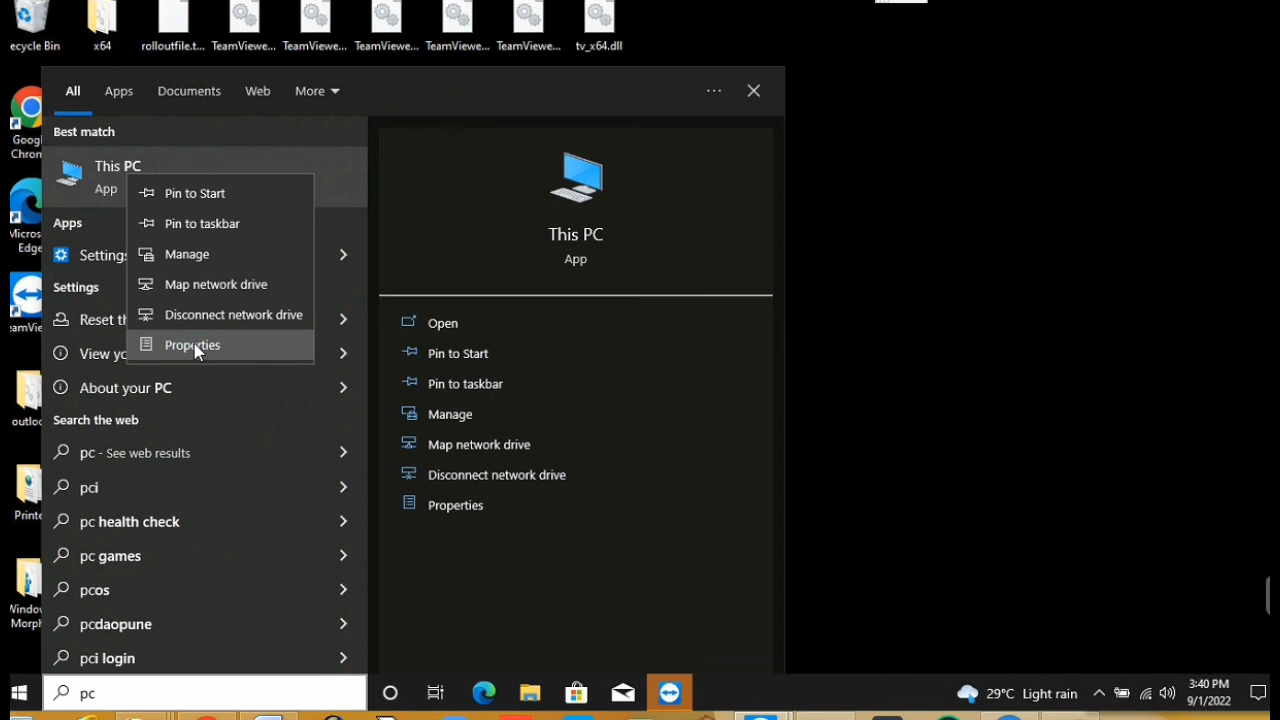 ecycle Bin
x64
rolloutfile.t...
TeamViewe...
TeamViewe...
TeamViewe...
TeamViewe...
tv_x64.dll
All
Apps
Documents
Web
More
Best match
This PC
App
Pin to Start
Pin to taskbar
Manage
Map network drive
Disconnect network drive
Properties
Apps
Settings
Settings
Reset th
View yo
About your PC
Search the web
pc - See web results
pci
pc health check
pc games
pcos
pcdaopune
pci login
This PC
App
Open
Pin to Start
Pin to taskbar
Manage
Map network drive
Disconnect network drive
Properties
Goog
Chrom
Micros
Edge
eamVie
outloo
Printe
Window
Morph
pc
29°C Light rain
3:40 PM
9/1/2022